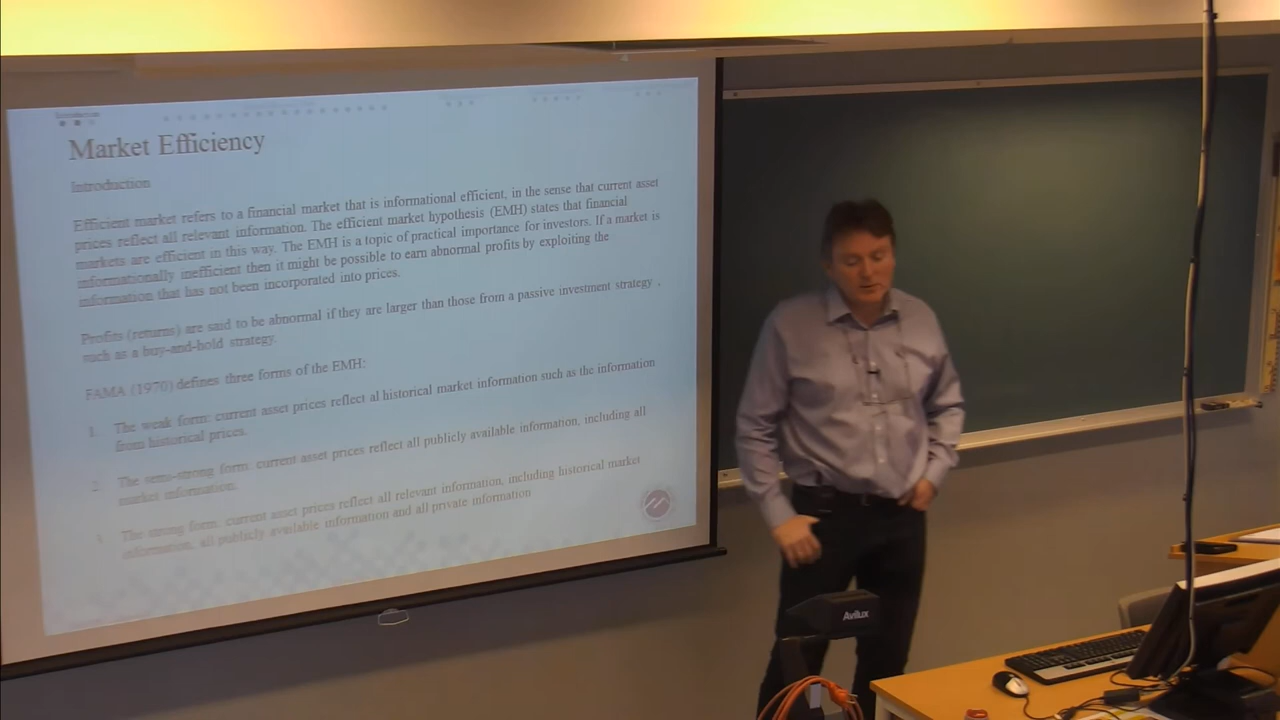 Introduction
Market Efficiency
Introduction
Efficient market refers to a financial market that is informational efficient, in the sense that current asset
prices reflect all relevant information. The efficient market hypothesis (EMH) states that financial
markets are efficient in this way. The EMH is a topic of practical importance for investors. If a market is
informationally inefficient then it might be possible to earn abnormal profits by exploiting the
information that has not been incorporated into prices.
Profits (returns) are said to be abnormal if they are larger than those from a passive investment strategy ,
such as a buy-and-hold strategy.
FAMA (1970) defines three forms of the EMH:
1. The weak form: current asset prices reflect al historical market information such as the information
from historical prices.
2. The semi-strong form: current asset prices reflect all publicly available information, including all
market information.
3. The strong form: current asset prices reflect all relevant information, including historical market
information, all publicly available information and all private information
Avilux